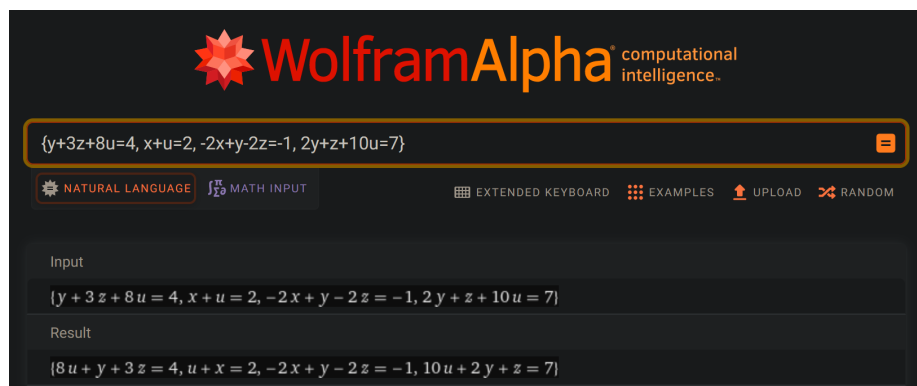 WolframAlpha computational intelligence.
{y+3z+8u=4, x+u=2, -2x+y-2z=-1, 2y+z+10u=7}
NATURAL LANGUAGE MATH INPUT EXTENDED KEYBOARD EXAMPLES UPLOAD RANDOM
Input
{y + 3 z + 8 u = 4, x + u = 2, −2 x + y − 2 z = −1, 2 y + z + 10 u = 7}
Result
{8 u + y + 3 z = 4, u + x = 2, −2 x + y − 2 z = −1, 10 u + 2 y + z = 7}